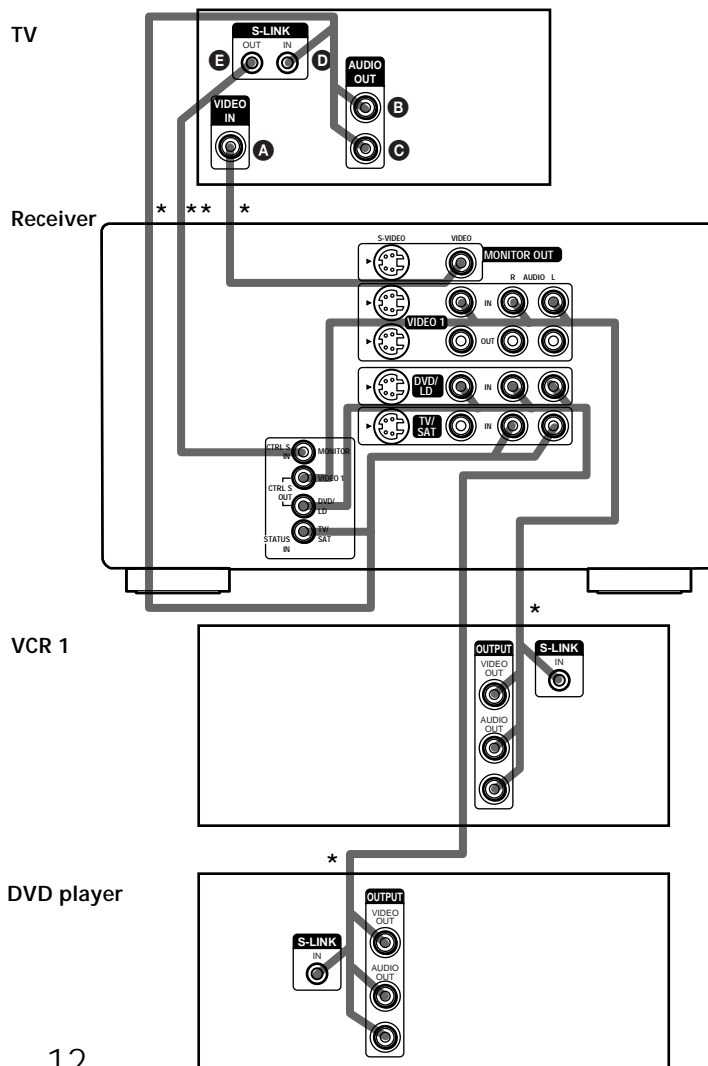 TV
S-LINK
OUT IN
E D
AUDIO
OUT
VIDEO
IN
B
A C
* ** *
Receiver
S-VIDEO VIDEO
MONITOR OUT
R AUDIO L
IN
VIDEO 1
OUT
DVD/
LD
IN
TV/
SAT
IN
CTRL S
IN
MONITOR
VIDEO 1
CTRL S
OUT
DVD/
LD
TV/
SAT
STATUS
IN
*
VCR 1
OUTPUT
VIDEO
OUT
S-LINK
IN
AUDIO
OUT
*
DVD player
OUTPUT
VIDEO
OUT
S-LINK
IN
AUDIO
OUT
12